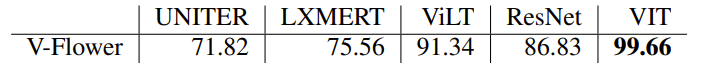 UNITER LXMERT ViLT ResNet VIT
V-Flower 71.82 75.56 91.34 86.83 99.66